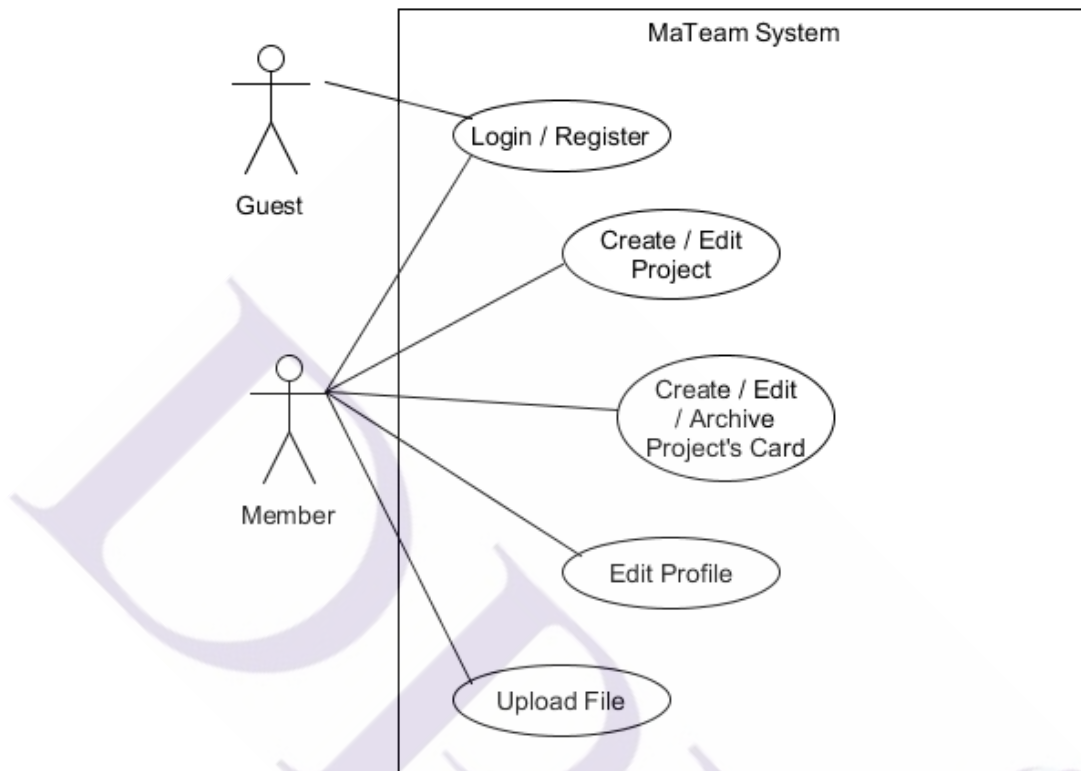 MaTeam System
Login / Register
Guest
Create / Edit
Project
Create / Edit
/ Archive
Project's Card
Member
Edit Profile
Upload File